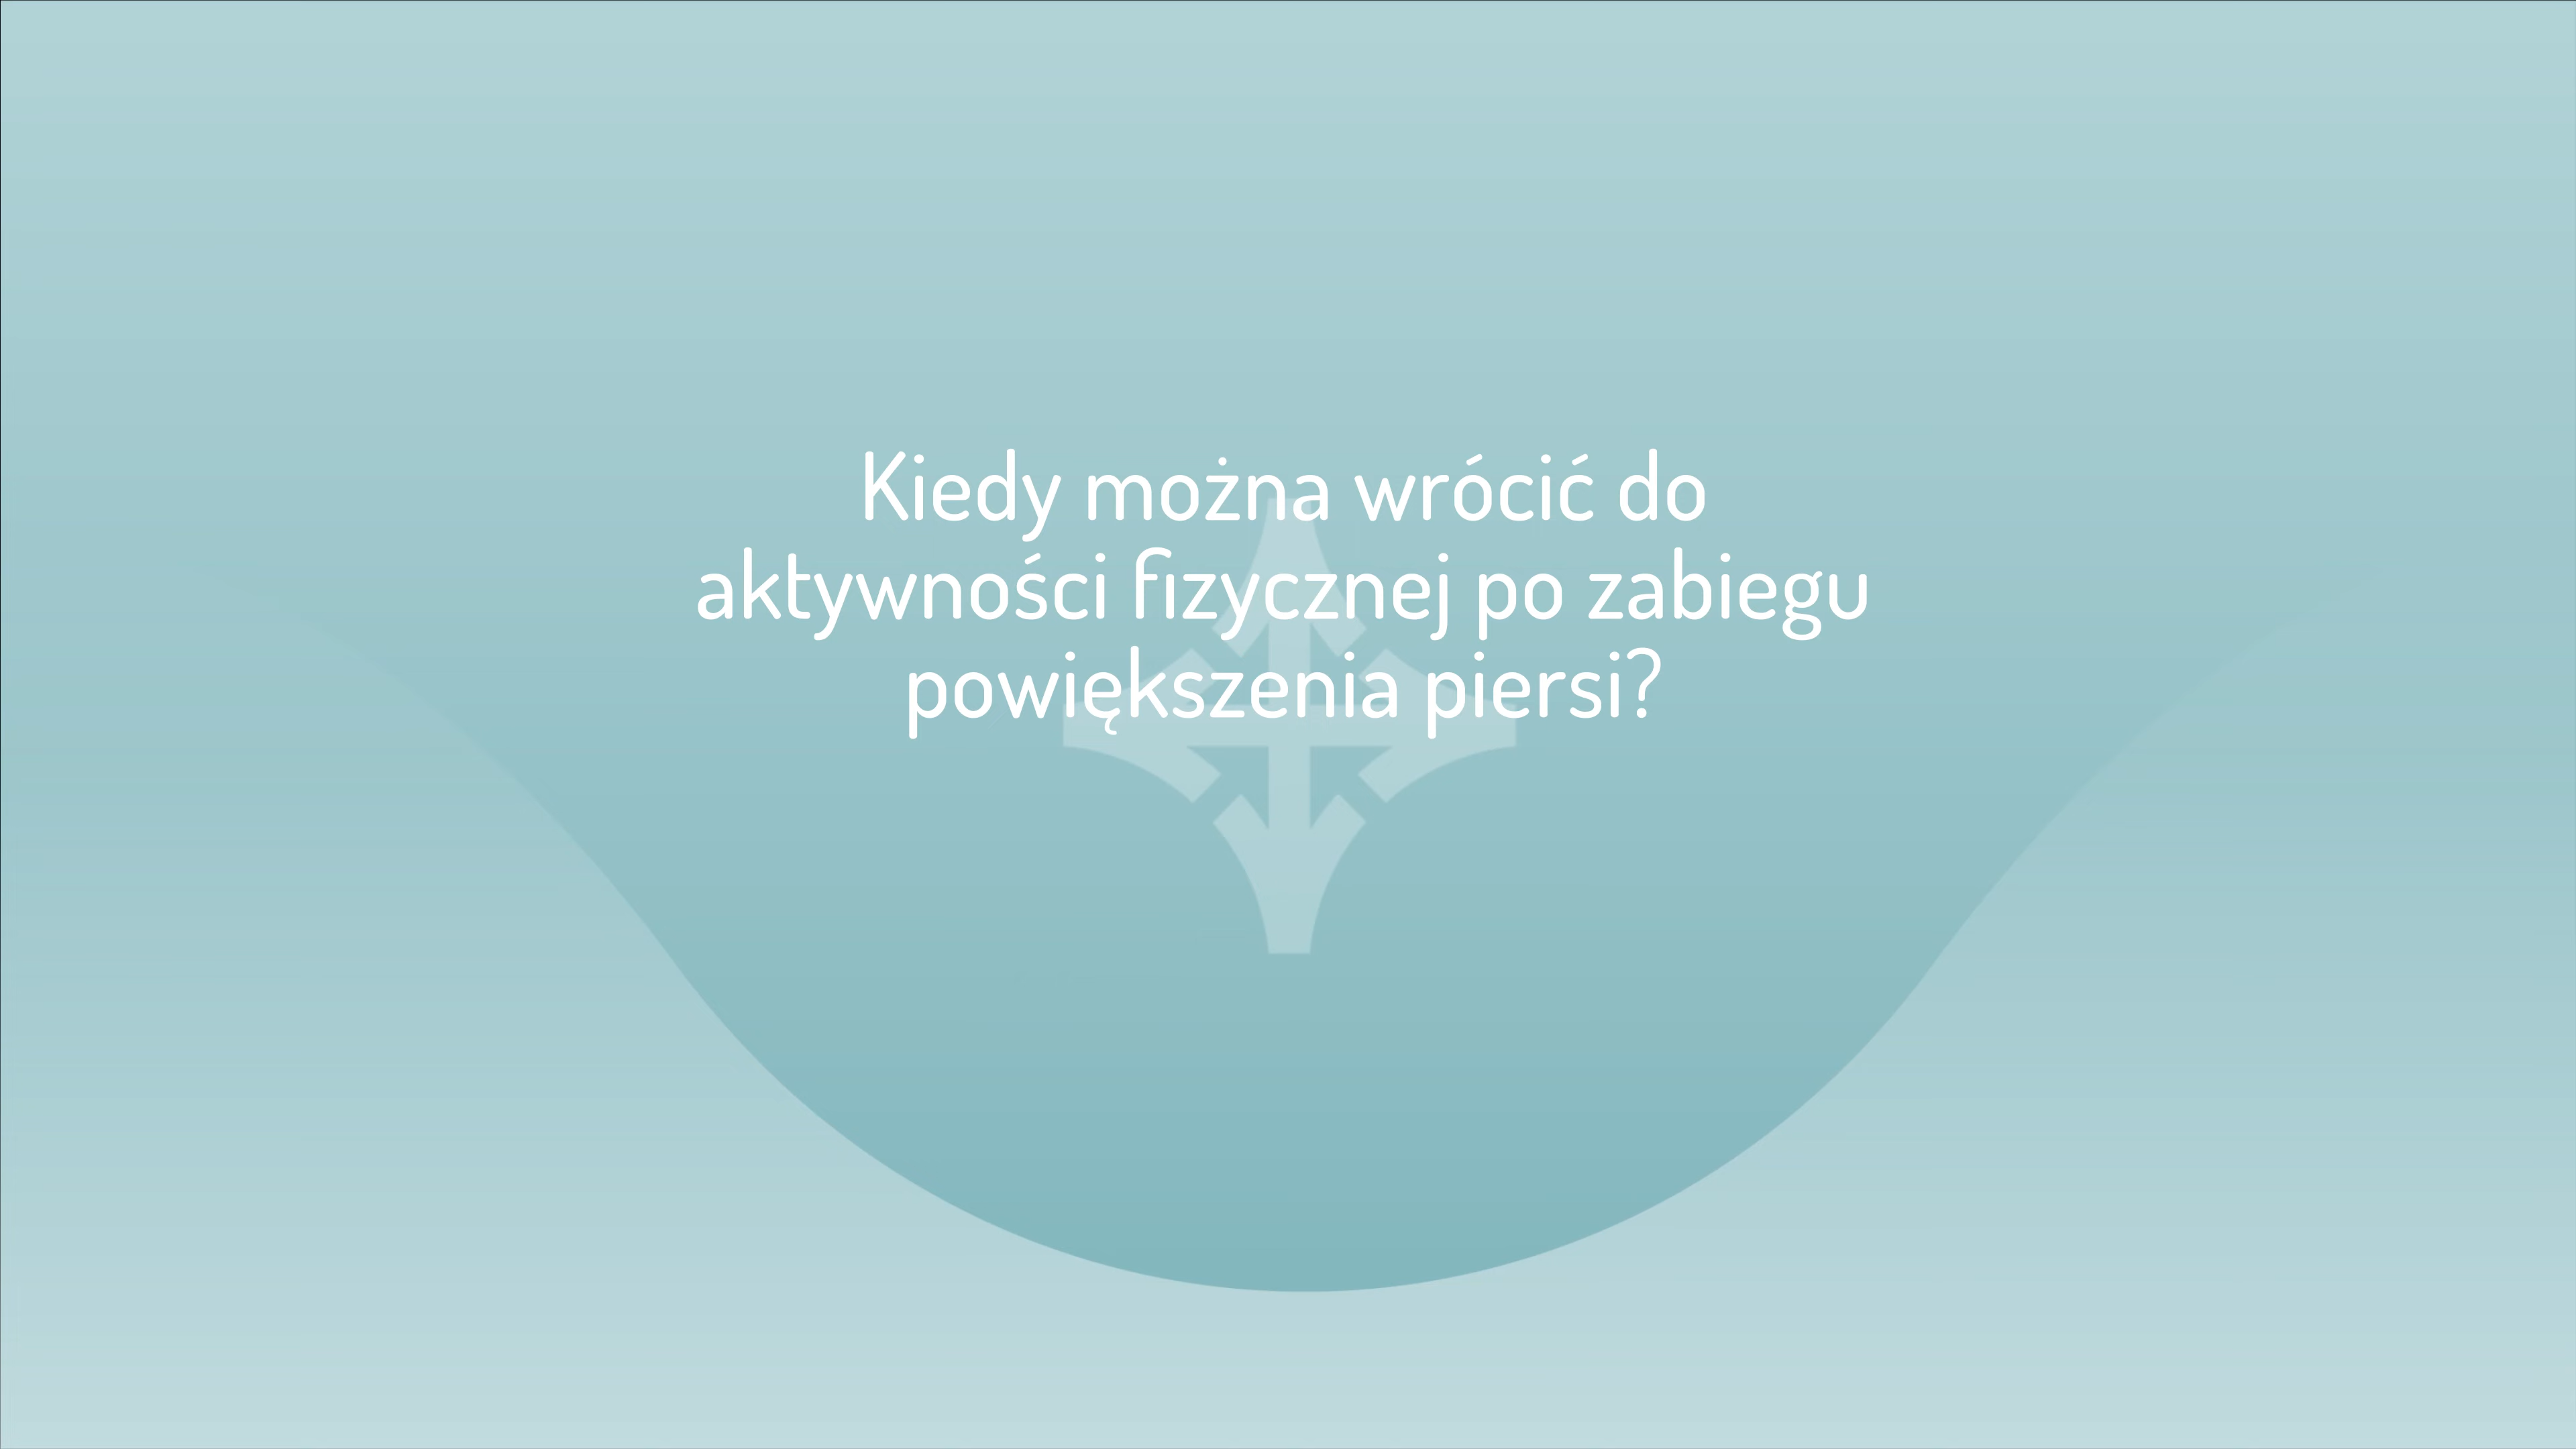 Kiedy można wrócić do
aktywności fizycznej po zabiegu
powiększenia piersi?